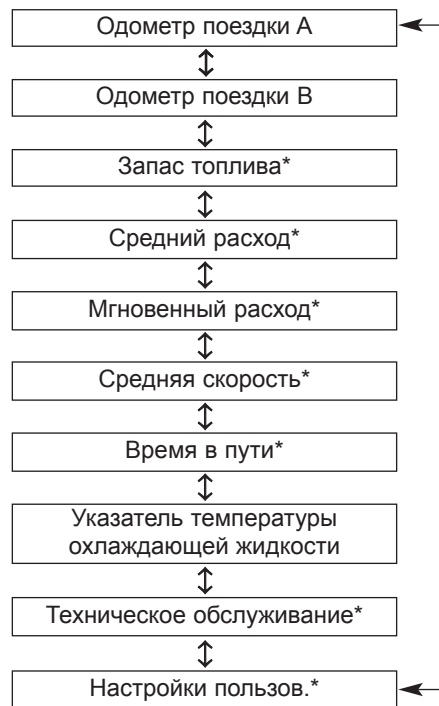 Одометр поездки A
Одометр поездки B
Запас топлива*
Средний расход*
Мгновенный расход*
Средняя скорость*
Время в пути*
Указатель температуры
охлаждающей жидкости
Техническое обслуживание*
Настройки пользов.*